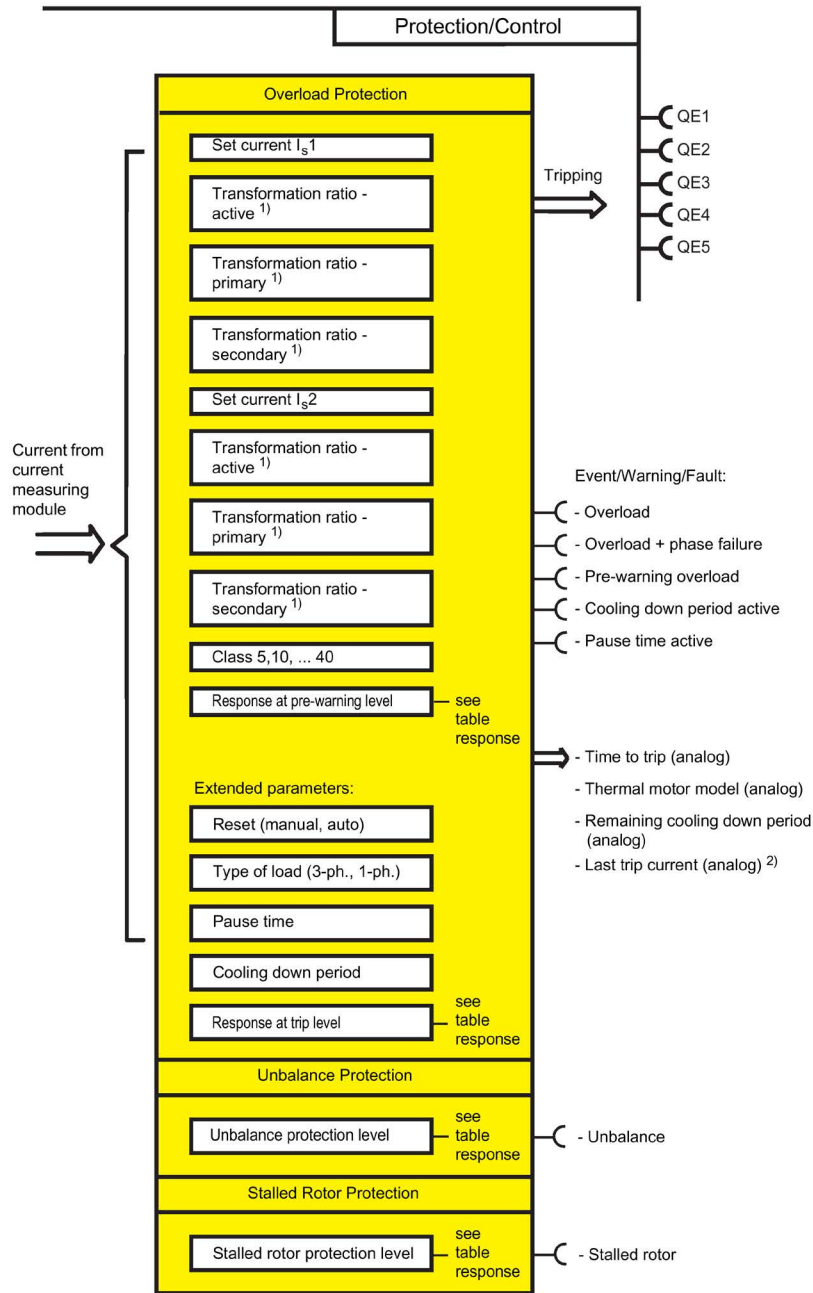 Protection/Control
Overload Protection
Set current Is1
Transformation ratio -
active 1)
Transformation ratio -
primary 1)
Transformation ratio -
secondary 1)
Set current Is2
Transformation ratio -
active 1)
Transformation ratio -
primary 1)
Transformation ratio -
secondary 1)
Class 5,10, ... 40
Response at pre-warning level
see
table
response
Extended parameters:
Reset (manual, auto)
Type of load (3-ph., 1-ph.)
Pause time
Cooling down period
Response at trip level
see
table
response
Unbalance Protection
Unbalance protection level
see
table
response
Stalled Rotor Protection
Stalled rotor protection level
see
table
response
Current from
current
measuring
module
Tripping
QE1
QE2
QE3
QE4
QE5
Event/Warning/Fault:
- Overload
- Overload + phase failure
- Pre-warning overload
- Cooling down period active
- Pause time active
- Time to trip (analog)
- Thermal motor model (analog)
- Remaining cooling down period
(analog)
- Last trip current (analog) 2)
- Unbalance
- Stalled rotor